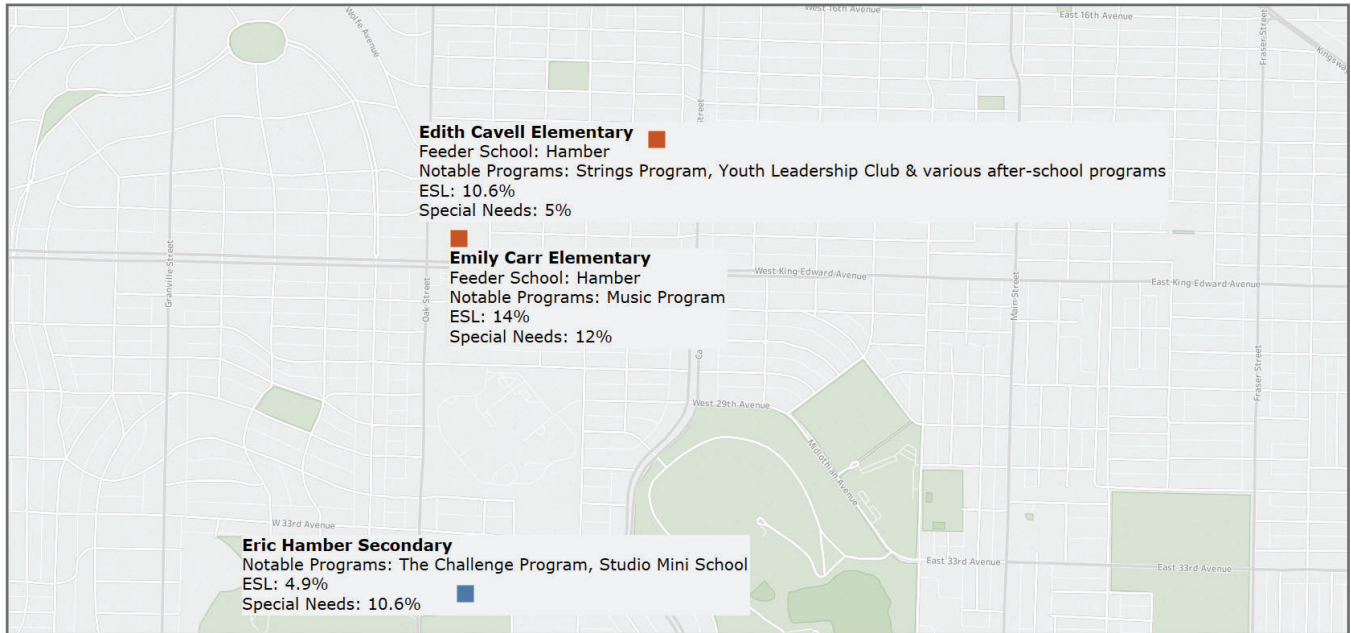 West 16th Avenue
East 16th Avenue
Wolfe Avenue
Fraser Street
Kingsway
Street
Edith Cavell Elementary
Feeder School: Hamber
Notable Programs: Strings Program, Youth Leadership Club & various after-school programs
ESL: 10.6%
Special Needs: 5%
Granville Street
Oak Street
Emily Carr Elementary
Feeder School: Hamber
Notable Programs: Music Program
ESL: 14%
Special Needs: 12%
West King Edward Avenue
Main Street
East King Edward Avenue
Ca
Fraser Street
West 29th Avenue
Midlothian Avenue
W 33rd Avenue
Eric Hamber Secondary
Notable Programs: The Challenge Program, Studio Mini School
ESL: 4.9%
Special Needs: 10.6%
East 33rd Avenue
East 33rd Avenue